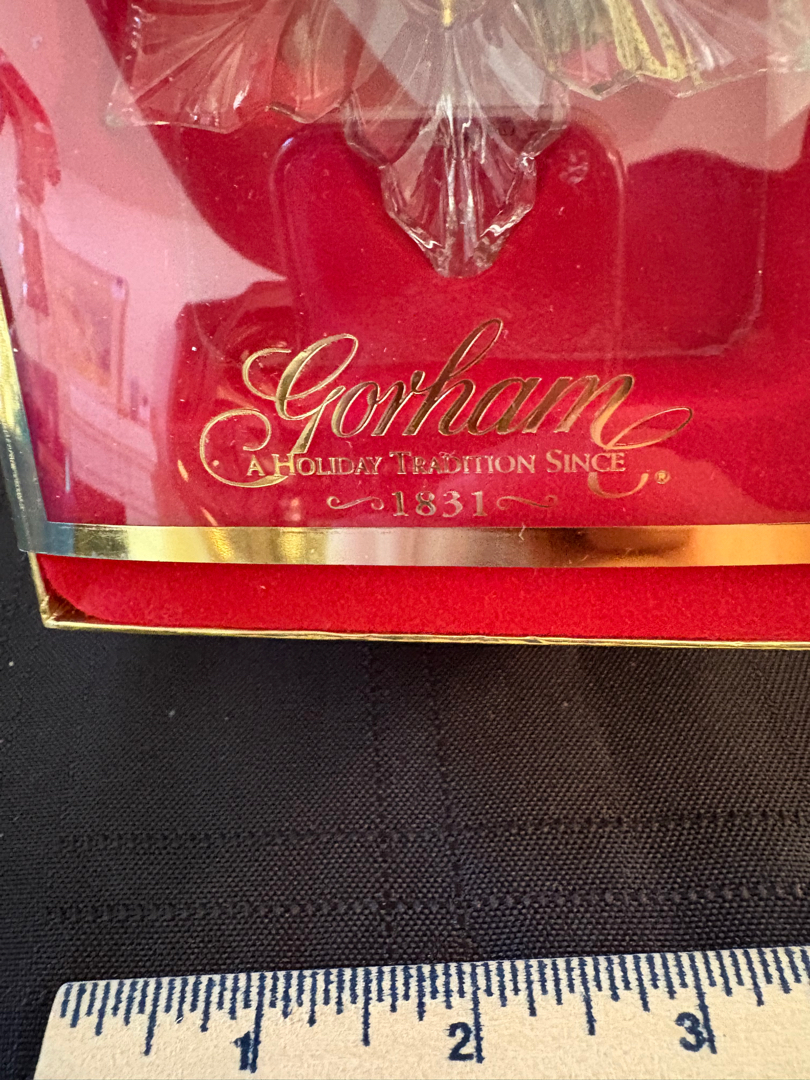 Gorham
A HOLIDAY TRADITION SINCE ®
1831
1 2 3